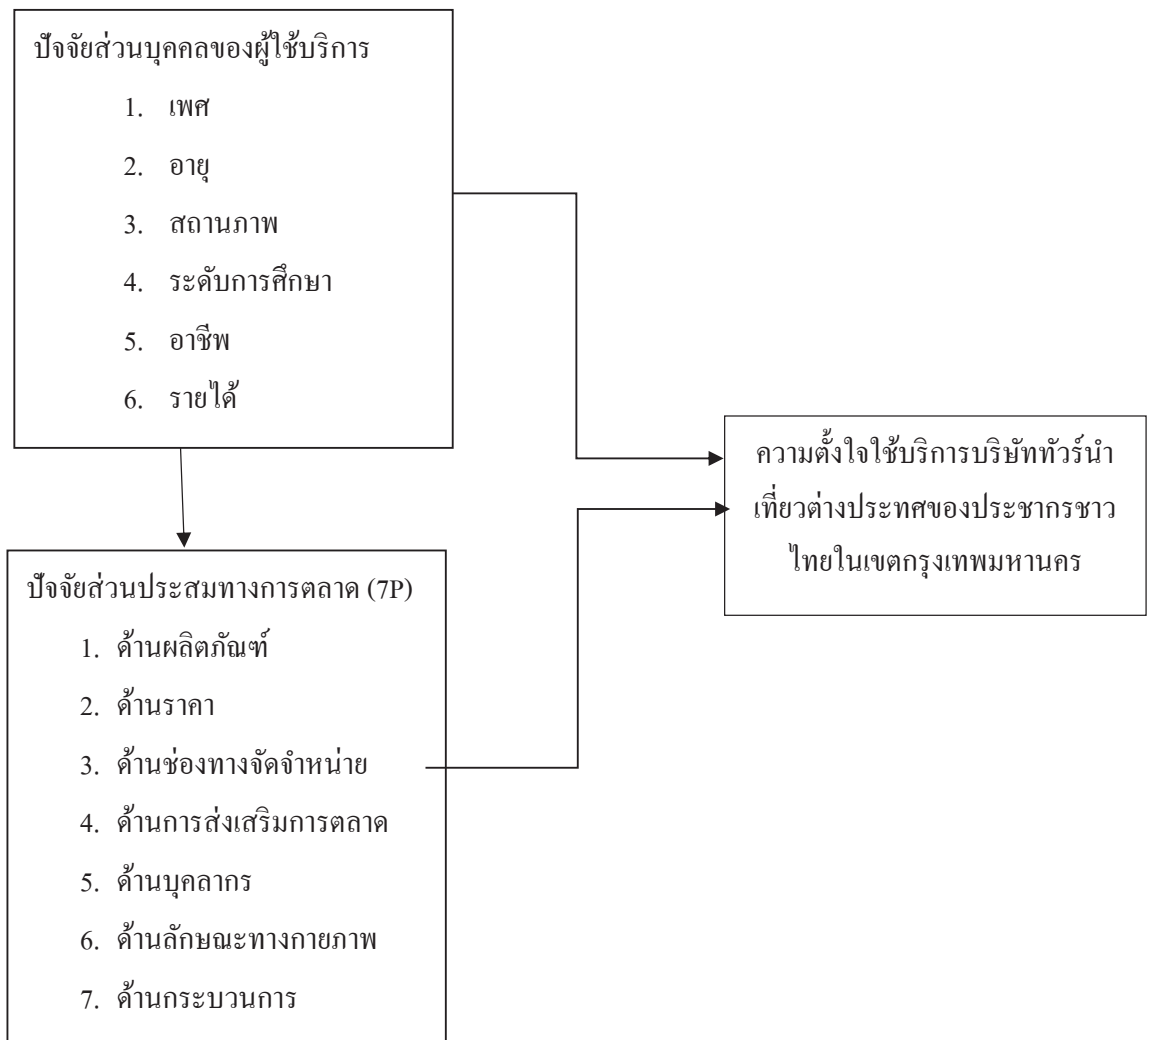 ปัจจัยส่วนบุคคลของผู้ใช้บริการ
1. เพศ
2. อายุ
3. สถานภาพ
4. ระดับการศึกษา
5. อาชีพ
6. รายได้
ความตั้งใจใช้บริการบริษัททัวร์นำ
เที่ยวต่างประทศของประชากรชาว
ไทยในเขตกรุงเทพมหานคร
ปัจจัยส่วนประสมทางการตลาด (7P)
1. ด้านผลิตภัณฑ์
2. ด้านราคา
3. ด้านช่องทางจัดจำหน่าย
4. ด้านการส่งเสริมการตลาด
5. ด้านบุคลากร
6. ด้านลักษณะทางกายภาพ
7. ด้านกระบวนการ